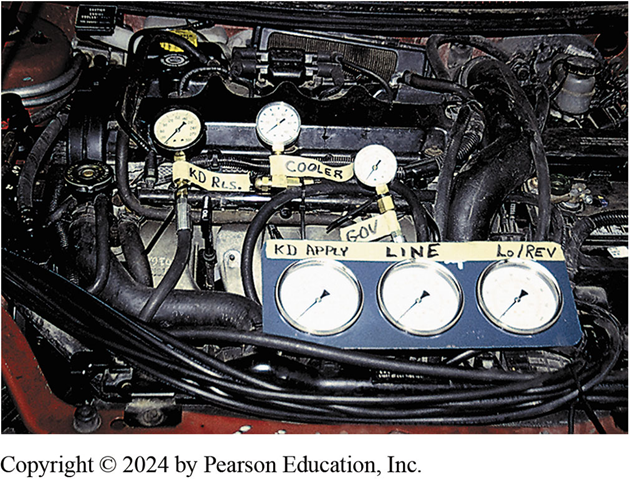 KD RLS.
COOLER
GOV
KD APPLY
LINE
Lo/REV
Copyright © 2024 by Pearson Education, Inc.